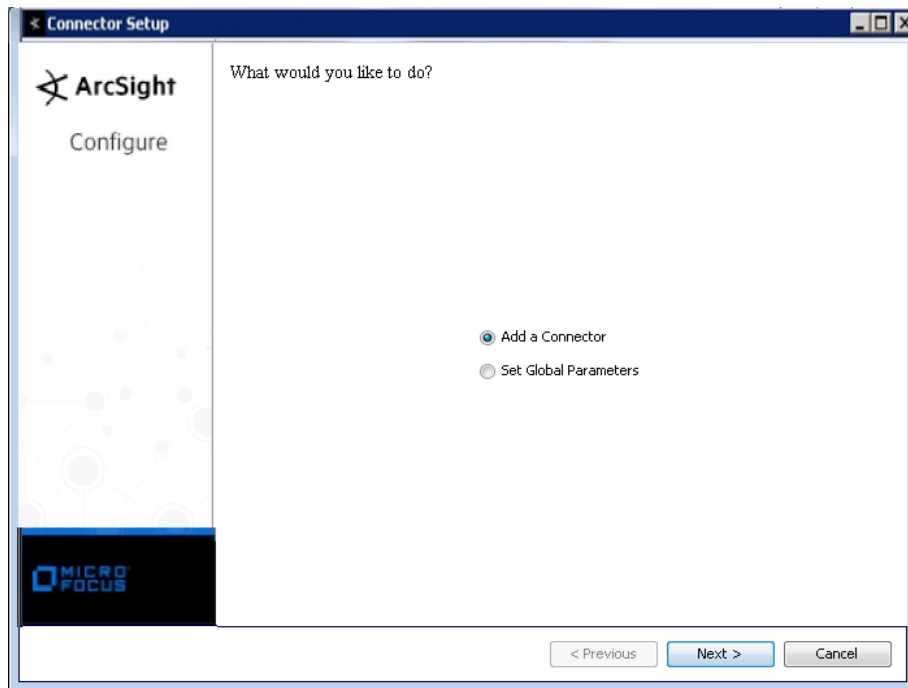 Connector Setup
ArcSight
Configure
What would you like to do?
Add a Connector
Set Global Parameters
MICRO
FOCUS
< Previous
Next >
Cancel